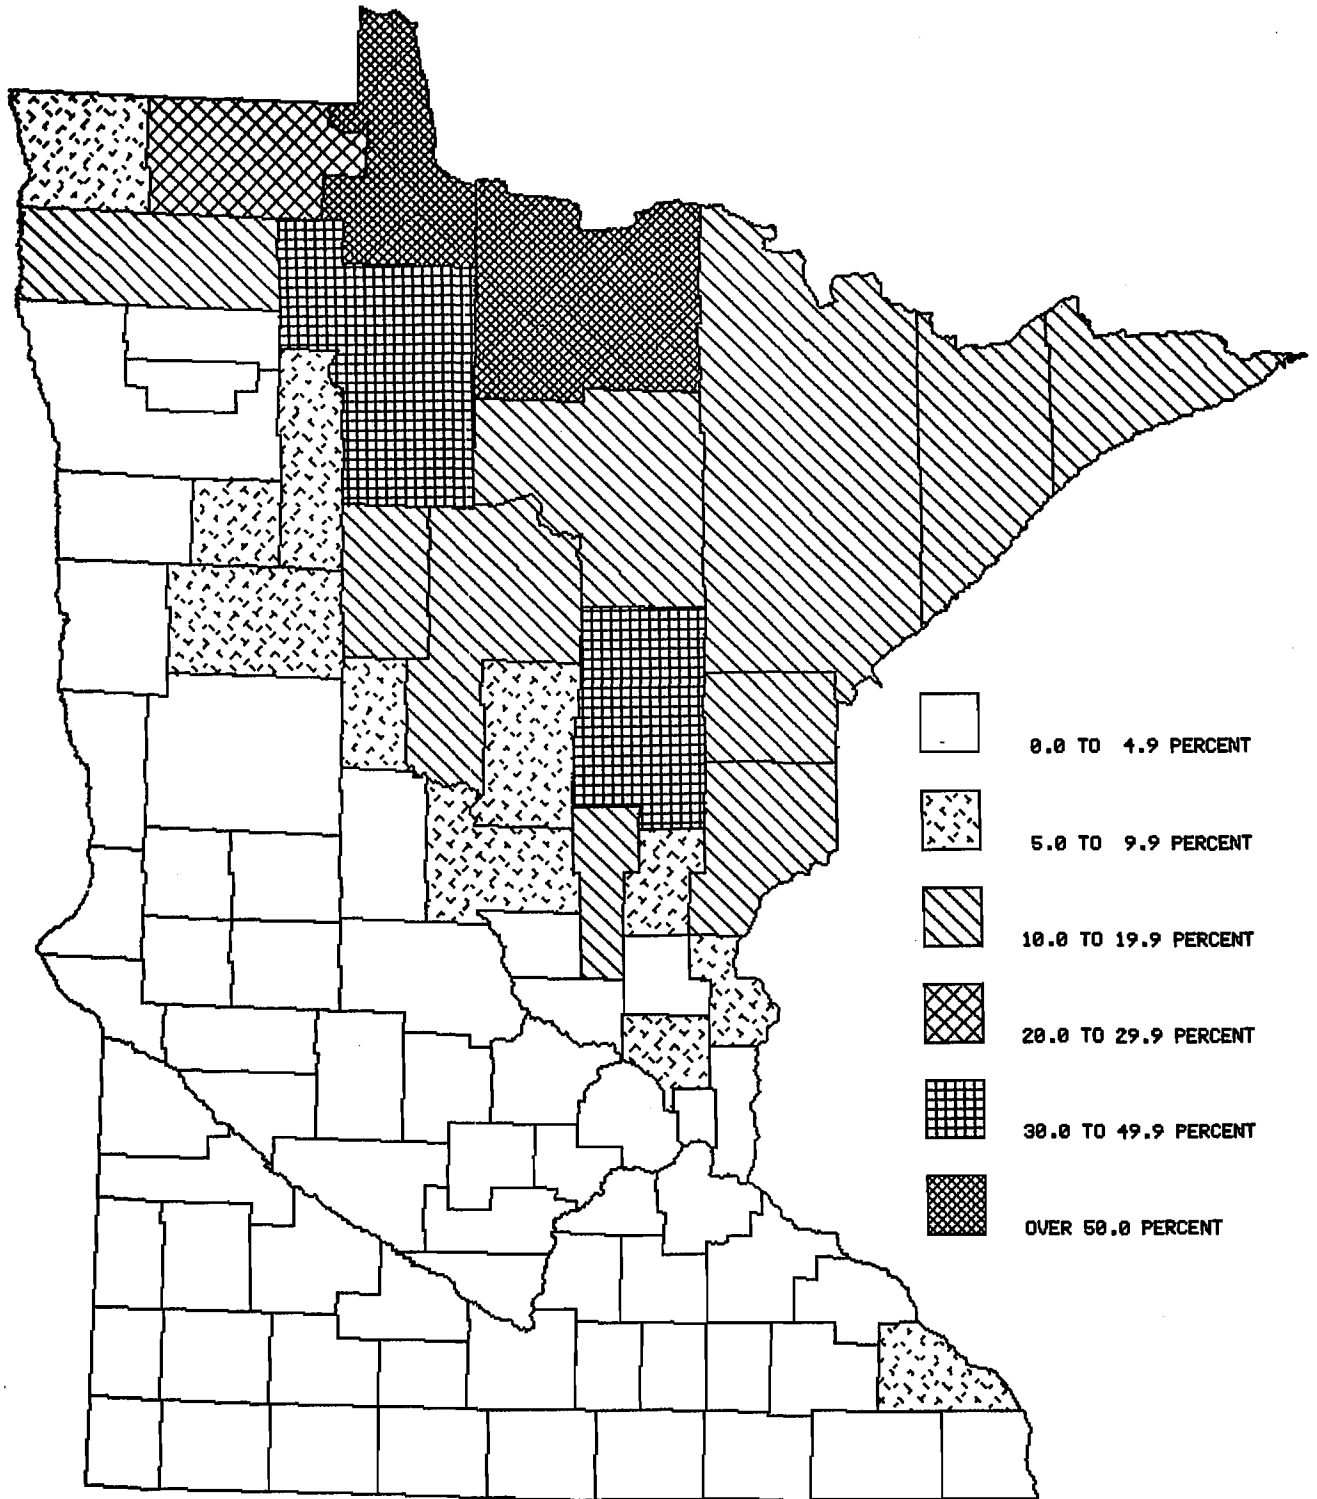 0.0 TO 4.9 PERCENT
5.0 TO 9.9 PERCENT
10.0 TO 19.9 PERCENT
20.0 TO 29.9 PERCENT
30.0 TO 49.9 PERCENT
OVER 50.0 PERCENT